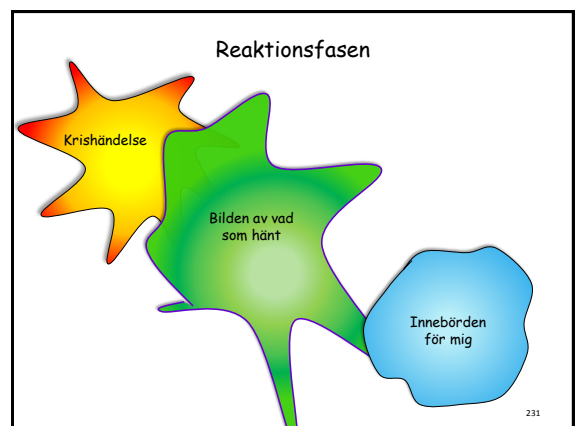 Reaktionsfasen
Krishändelse
Bilden av vad
som hänt
Innebörden
för mig
231